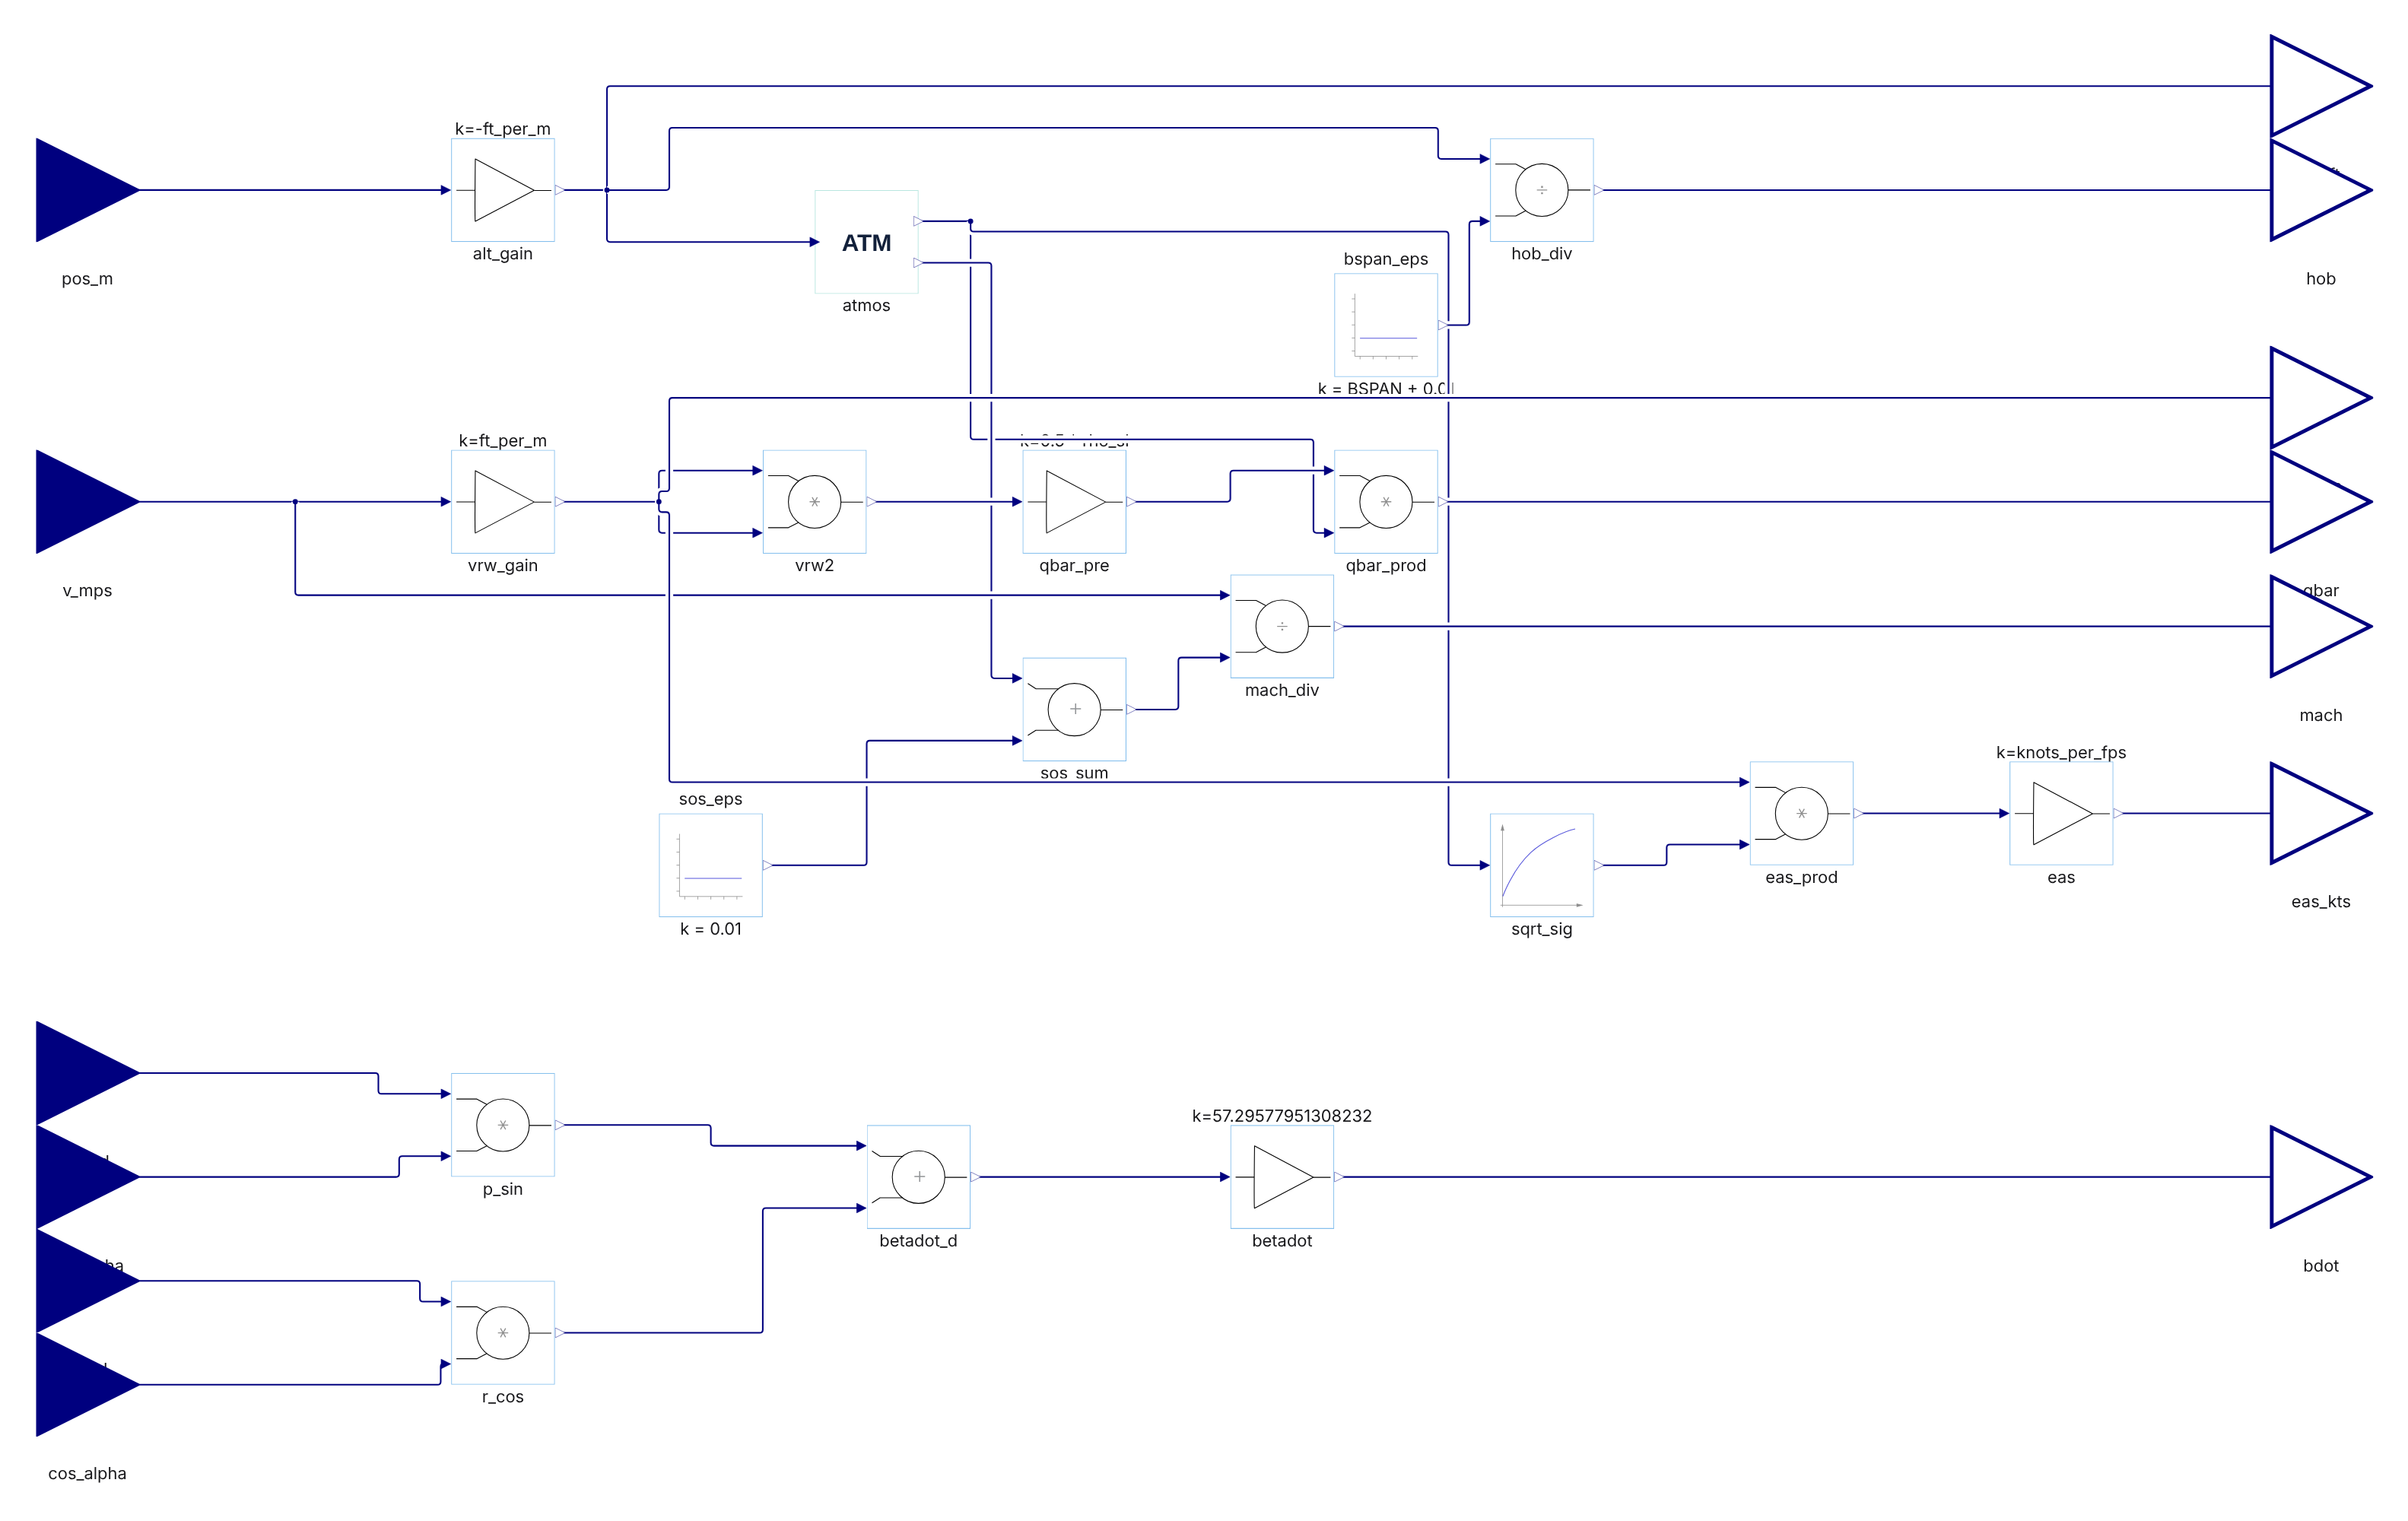 k=-ft_per_m
ATM
alt_gain
hob_div
bspan_eps
pos_m
hob
atmos
k = BSPAN + 0.0
k=ft_per_m
vrw_gain
vrw2
qbar_pre
qbar_prod
v_mps
qbar
mach_div
mach
k=knots_per_fps
sos_sum
sos_eps
eas_prod
eas
eas_kts
k = 0.01
sqrt_sig
k=57.29577951308232
p_sin
betadot_d
betadot
bdot
r_cos
cos_alpha